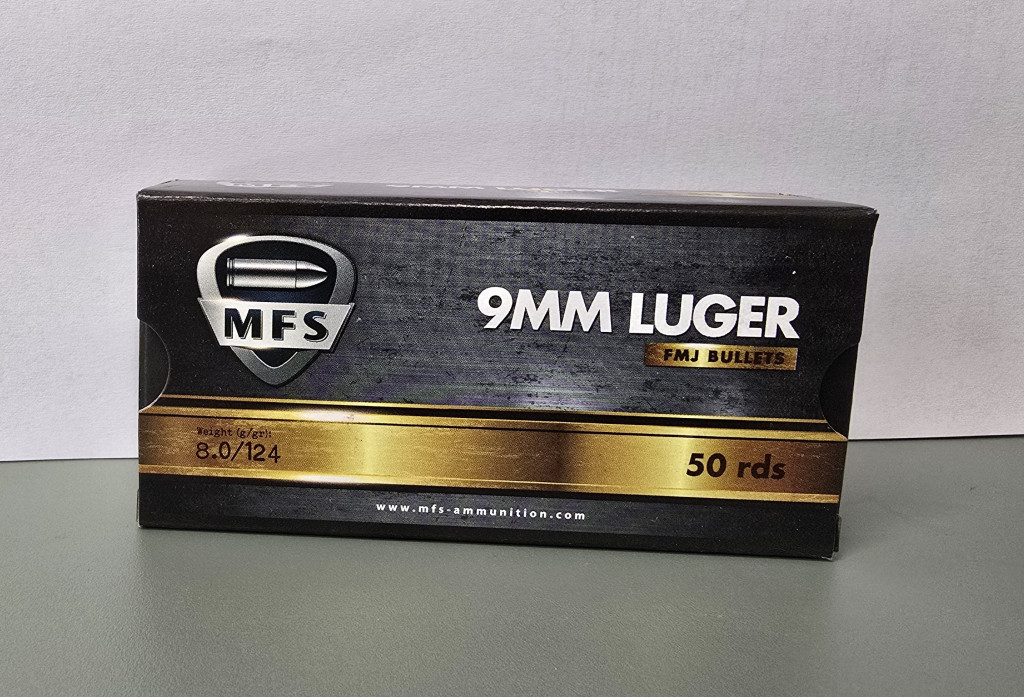 MFS
9MM LUGER
FMJ BULLETS
Weight (g/gr):
8.0/124
50 rds
www.mfs-ammunition.com